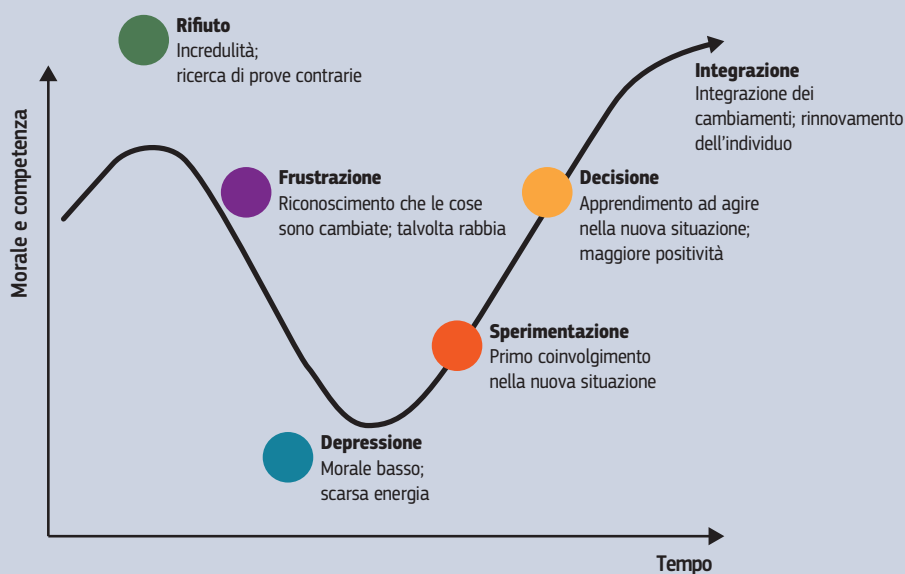 Rifiuto
Incredulità;
ricerca di prove contrarie
Morale e competenza
Frustrazione
Riconoscimento che le cose
sono cambiate; talvolta rabbia
Depressione
Morale basso;
scarsa energia
Sperimentazione
Primo coinvolgimento
nella nuova situazione
Decisione
Apprendimento ad agire
nella nuova situazione;
maggiore positività
Integrazione
Integrazione dei
cambiamenti; rinnovamento
dell’individuo
Tempo